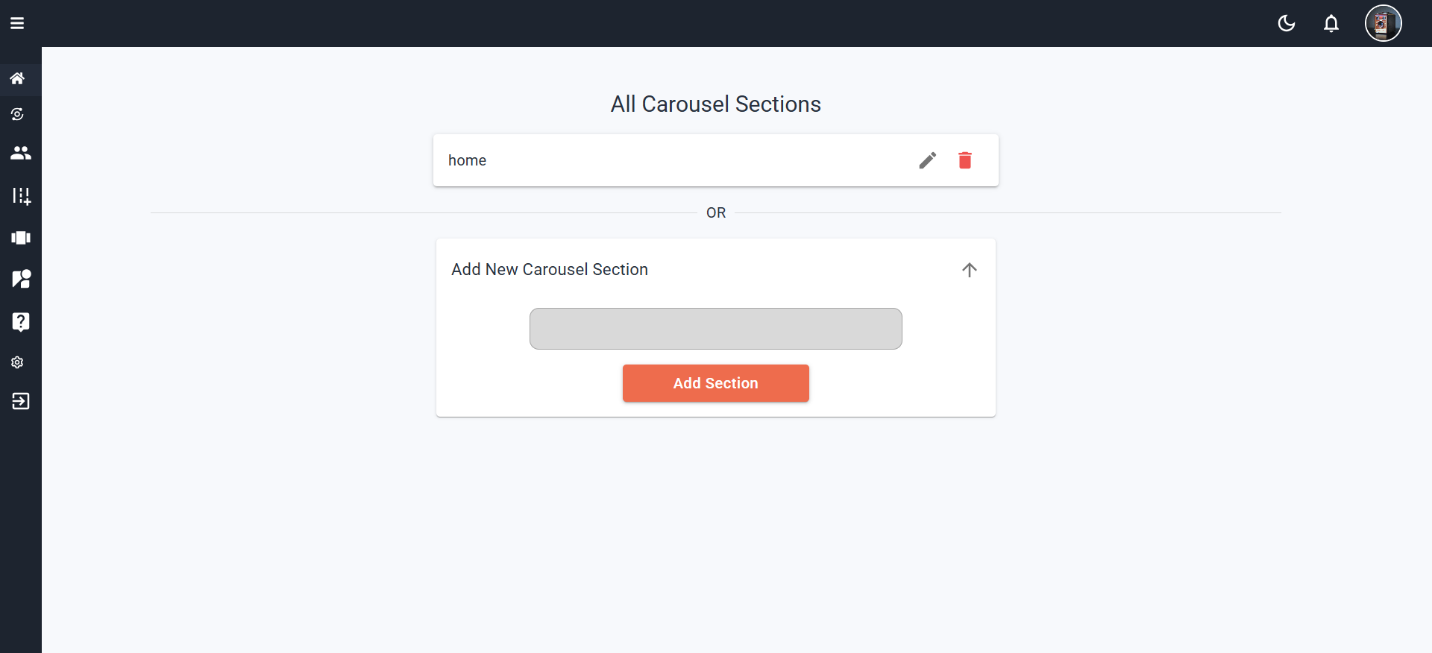 All Carousel Sections
home
OR
Add New Carousel Section
Add Section